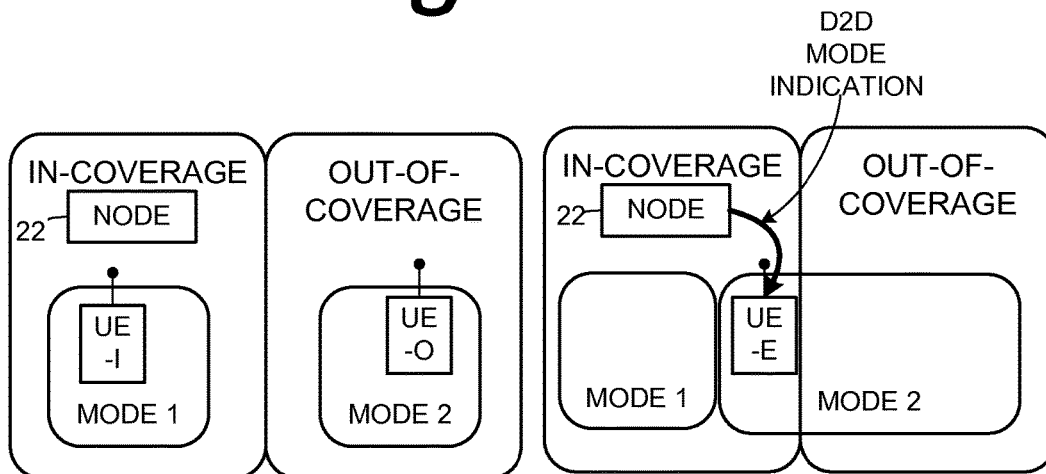 D2D
MODE
INDICATION
IN-COVERAGE
OUT-OF-
COVERAGE
22
NODE
UE
-I
MODE 1
UE
-O
MODE 2
IN-COVERAGE
OUT-OF-
COVERAGE
22
NODE
UE
-E
MODE 1
MODE 2